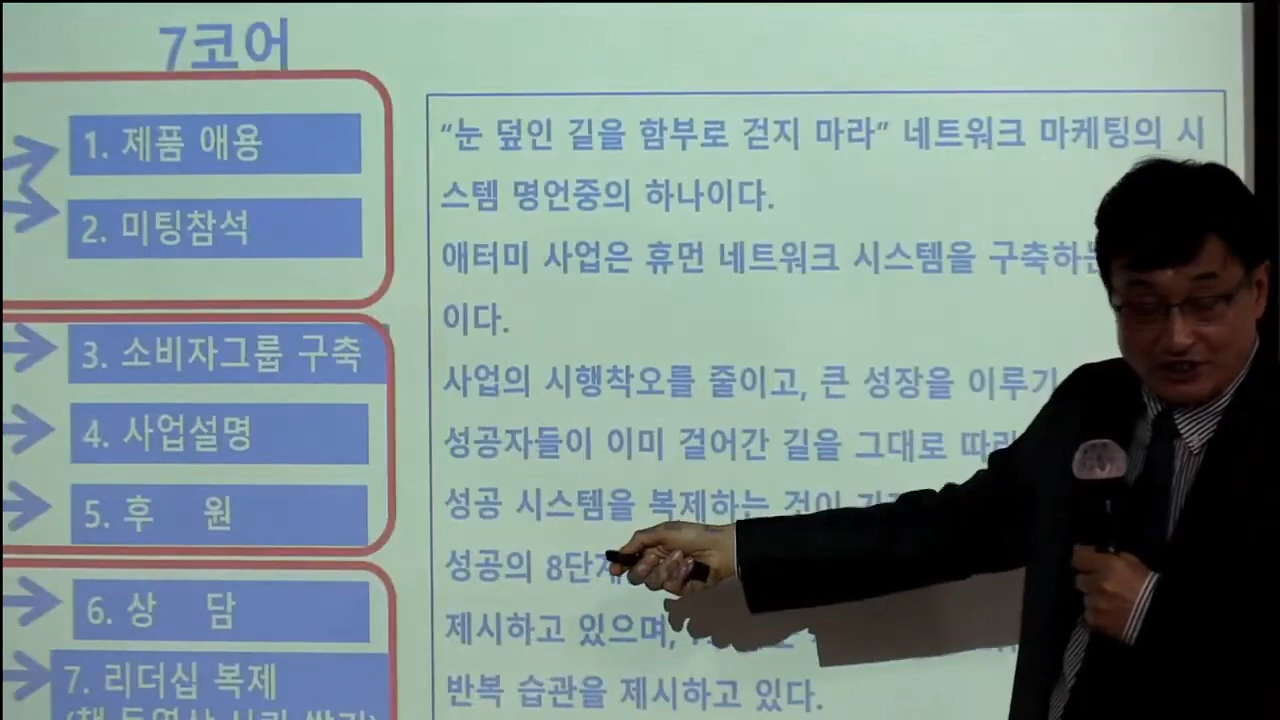 7코어
1. 제품 애용
2. 미팅참석
3. 소비자그룹 구축
4. 사업설명
5. 후 원
6. 상 담
7. 리더십 복제
“눈 덮인 길을 함부로 걷지 마라” 네트워크 마케팅의 시
스템 명언중의 하나이다.
애터미 사업은 휴먼 네트워크 시스템을
이다.
사업의 시행착오를 줄이고, 큰 성장을 이루기
성공자들이 이미 걸어간 길을 그대로
성공 시스템을 복제하는 것이
성공의 8단계
제시하고 있으며,
반복 습관을 제시하고 있다.